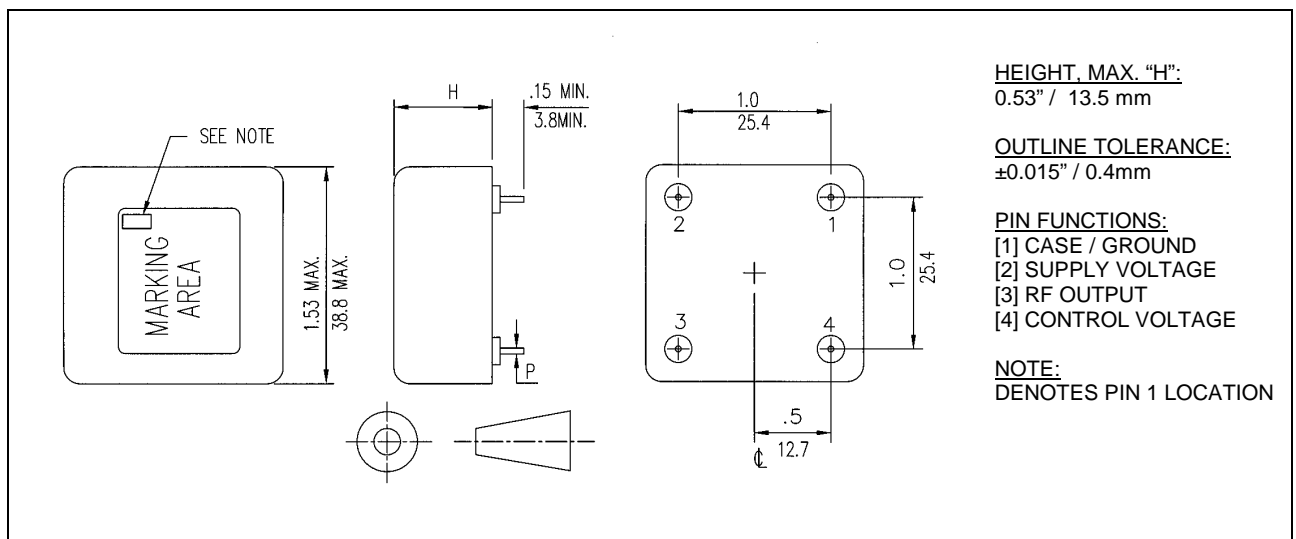 SEE NOTE
MARKING
AREA
1.53 MAX.
38.8 MAX.
H
.15 MIN.
3.8MIN.
P
1.0
25.4
2
1
3
4
1.0
25.4
.5
12.7
℄
HEIGHT, MAX. “H”:
0.53” / 13.5 mm
OUTLINE TOLERANCE:
±0.015” / 0.4mm
PIN FUNCTIONS:
[1] CASE / GROUND
[2] SUPPLY VOLTAGE
[3] RF OUTPUT
[4] CONTROL VOLTAGE
NOTE:
DENOTES PIN 1 LOCATION